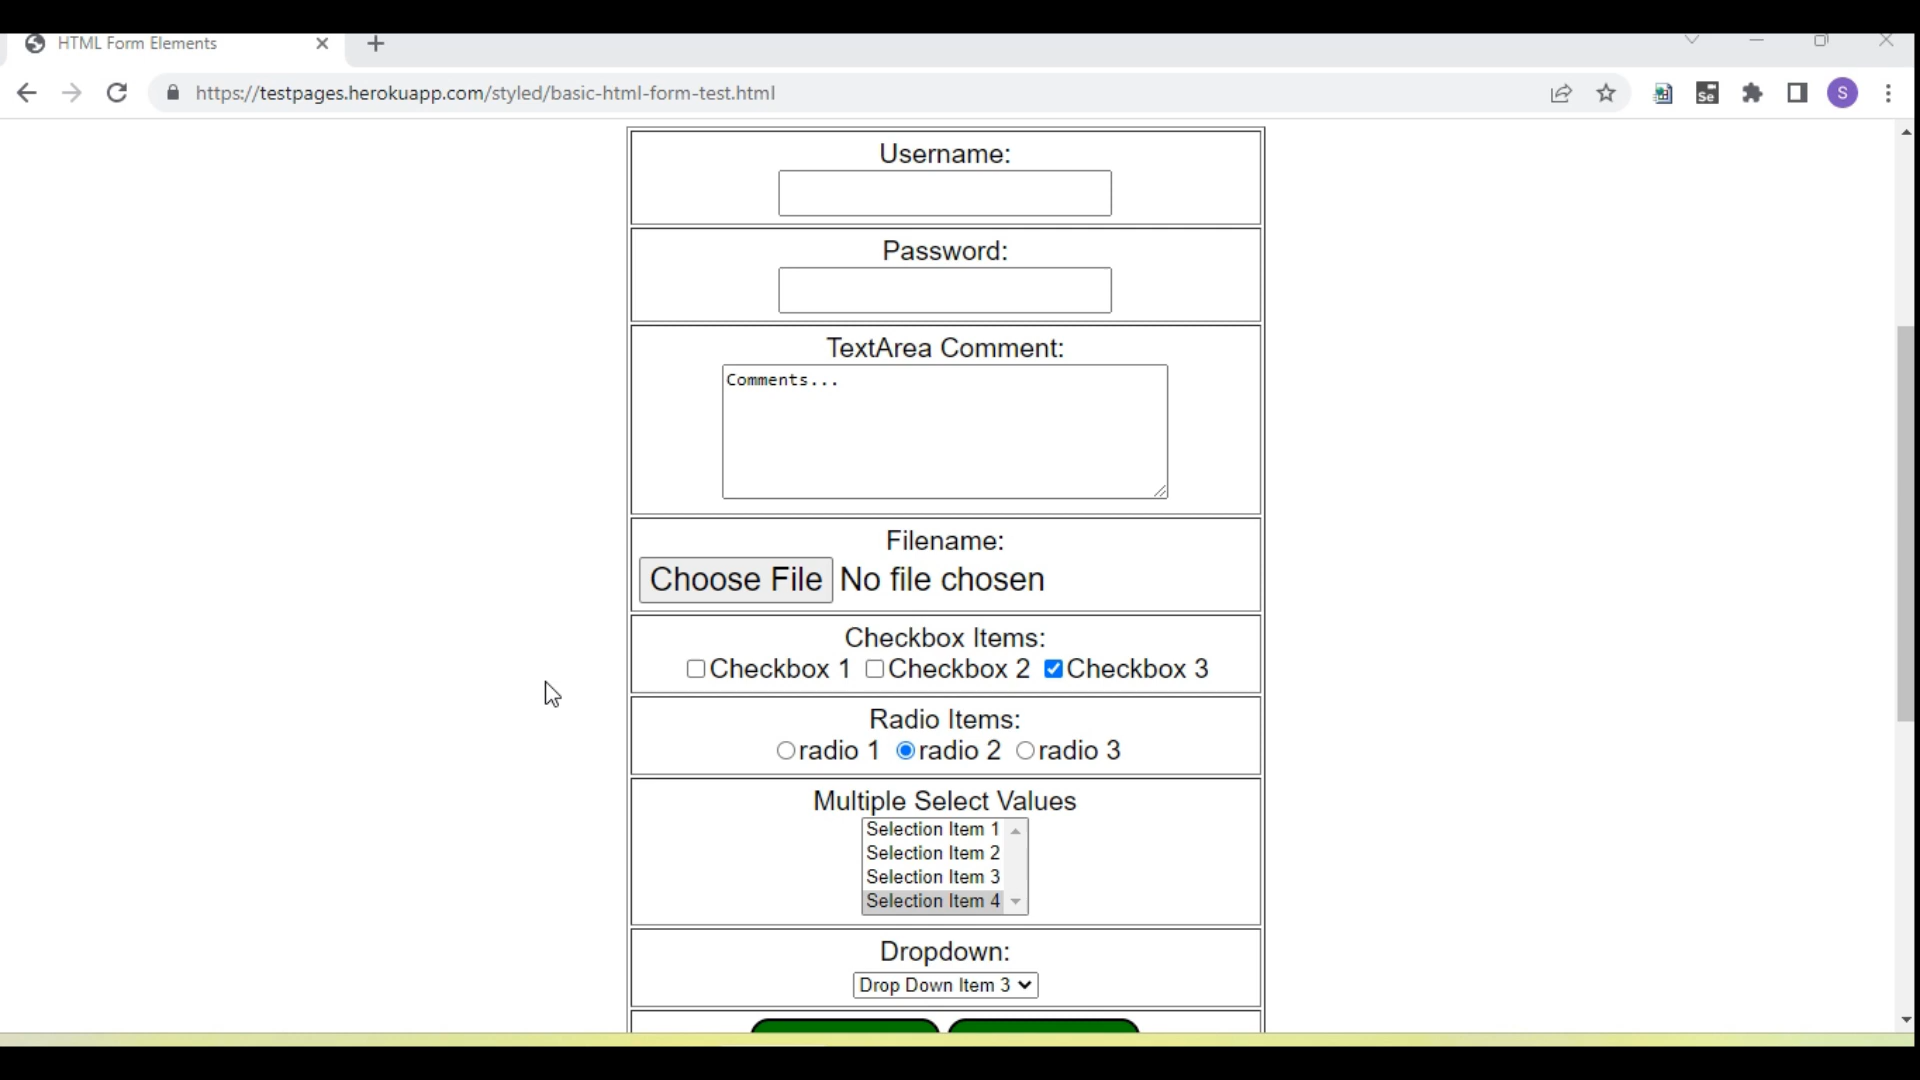 HTML Form Elements
https://testpages.herokuapp.com/styled/basic-html-form-test.html
Se
S
Username:
Password:
TextArea Comment:
Comments...
Filename:
Choose File No file chosen
Checkbox Items:
Checkbox 1 Checkbox 2 Checkbox 3
Radio Items:
radio 1 radio 2 radio 3
Multiple Select Values
Selection Item 1
Selection Item 2
Selection Item 3
Selection Item 4
Dropdown:
Drop Down Item 3